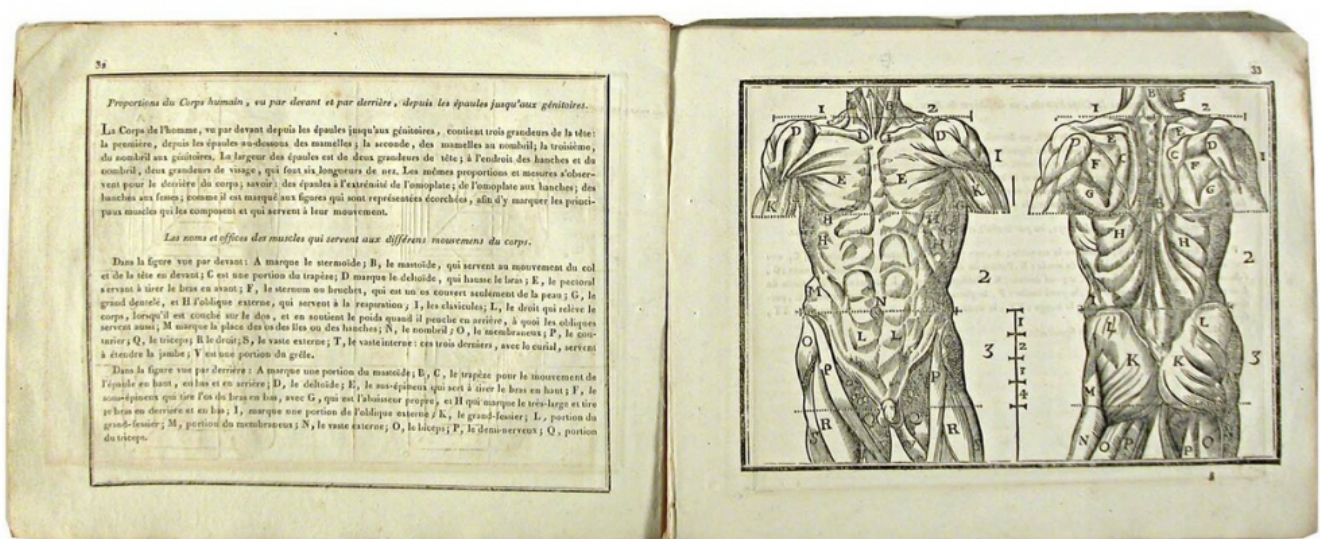 32
Proportions du Corps humain, vu par devant et par derrière, depuis les épaules jusqu'aux génitoires.
Le Corps de l'homme, vu par devant depuis les épaules jusqu'aux génitoires, contient trois grandeurs de la tête:
la première, depuis les épaules au-dessous des mamelles; la seconde, des mamelles au nombril; la troisième,
du nombril aux génitoires. La largeur des épaules est de deux grandeurs de tête; à l'endroit des hanches et du
nombril, deux grandeurs de visage, qui font six longueurs de nez. Les mêmes proportions et mesures s'obser-
vent pour le derrière du corps; savoir: des épaules à l'extrémité de l'omoplate; de l'omoplate aux hanches; des
hanches aux fesses; comme il est marqué aux figures qui sont représentées écorchées, afin d'y marquer les princi-
paux muscles qui les composent et qui servent à leur mouvement.
Les noms et offices des muscles qui servent aux différens mouvemens du corps.
Dans la figure vue par devant: A marque le stermoïde; B, le mastoïde, qui servent au mouvement du col
et de la tête en devant; C est une portion du trapèze; D marque le deltoïde, qui hausse le bras; E, le pectoral
servant à tirer le bras en avant; F, le sternum ou bruchet, qui est un os couvert seulement de la peau; G, le
grand dentelé, et H l'oblique externe, qui servent à la respiration; I, les clavicules; L, le droit qui relève le
corps, lorsqu'il est couché sur le dos, et en soutient le poids quand il penche en arrière, à quoi les obliques
servent aussi; M marque la place des os des îles ou des hanches; N, le nombril; O, le membraneux; P, le cou-
turier; Q, le triceps; R le droit; S, le vaste externe; T, le vaste interne: ces trois derniers, avec le curial, servent
à étendre la jambe; V est une portion du grêle.
Dans la figure vue par derrière: A marque une portion du mastoïde; B, C, le trapèze pour le mouvement de
l'épaule en haut, en bas et en arrière; D, le deltoïde; E, le sus-épineux qui sert à tirer le bras en haut; F, le
sous-épineux qui tire l'os du bras en bas, avec G, qui est l'abaisseur propre, et H qui marque le très-large et tire
le bras en derrière et en bas; I, marque une portion de l'oblique externe; K, le grand-fessier; L, portion du
grand-fessier; M, portion du membraneux; N, le vaste externe; O, le biceps; P, le demi-nerveux; Q, portion
du triceps.
33
A B B
1 2 1 2
D I G D E E D
E E F C C F
K K G G
1 1
H H B
H H H H
2 2
M N
L L L L
1
2
1
4
O P P K K
3 3
M
R R
S N O P P O